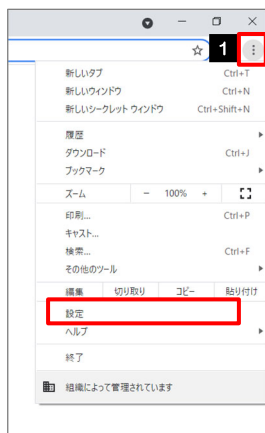 1
新しいタブ Ctrl+T
新しいウィンドウ Ctrl+N
新しいシークレット ウィンドウ Ctrl+Shift+N
履歴
ダウンロード Ctrl+J
ブックマーク
ズーム － 100% +
印刷... Ctrl+P
キャスト...
検索... Ctrl+F
その他のツール
編集 切り取り コピー 貼り付け
設定
ヘルプ
終了
組織によって管理されています